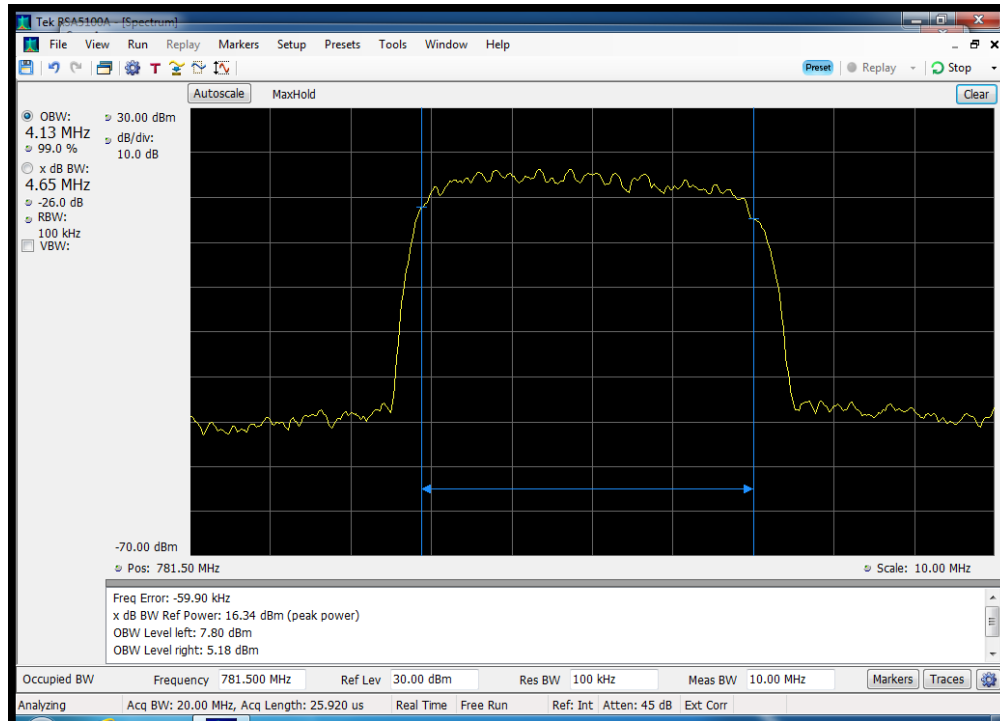 Tek RSA5100A - [Spectrum]
File View Run Replay Markers Setup Presets Tools Window Help
T Preset Replay Stop
Autoscale MaxHold Clear
OBW:
4.13 MHz
99.0 %
x dB BW:
4.65 MHz
-26.0 dB
RBW:
100 kHz
VBW:
30.00 dBm
dB/div:
10.0 dB
-70.00 dBm
Pos: 781.50 MHz Scale: 10.00 MHz
Freq Error: -59.90 kHz
x dB BW Ref Power: 16.34 dBm (peak power)
OBW Level left: 7.80 dBm
OBW Level right: 5.18 dBm
Occupied BW Frequency 781.500 MHz Ref Lev 30.00 dBm Res BW 100 kHz Meas BW 10.00 MHz Markers Traces
Analyzing Acq BW: 20.00 MHz, Acq Length: 25.920 us Real Time Free Run Ref: Int Atten: 45 dB Ext Corr